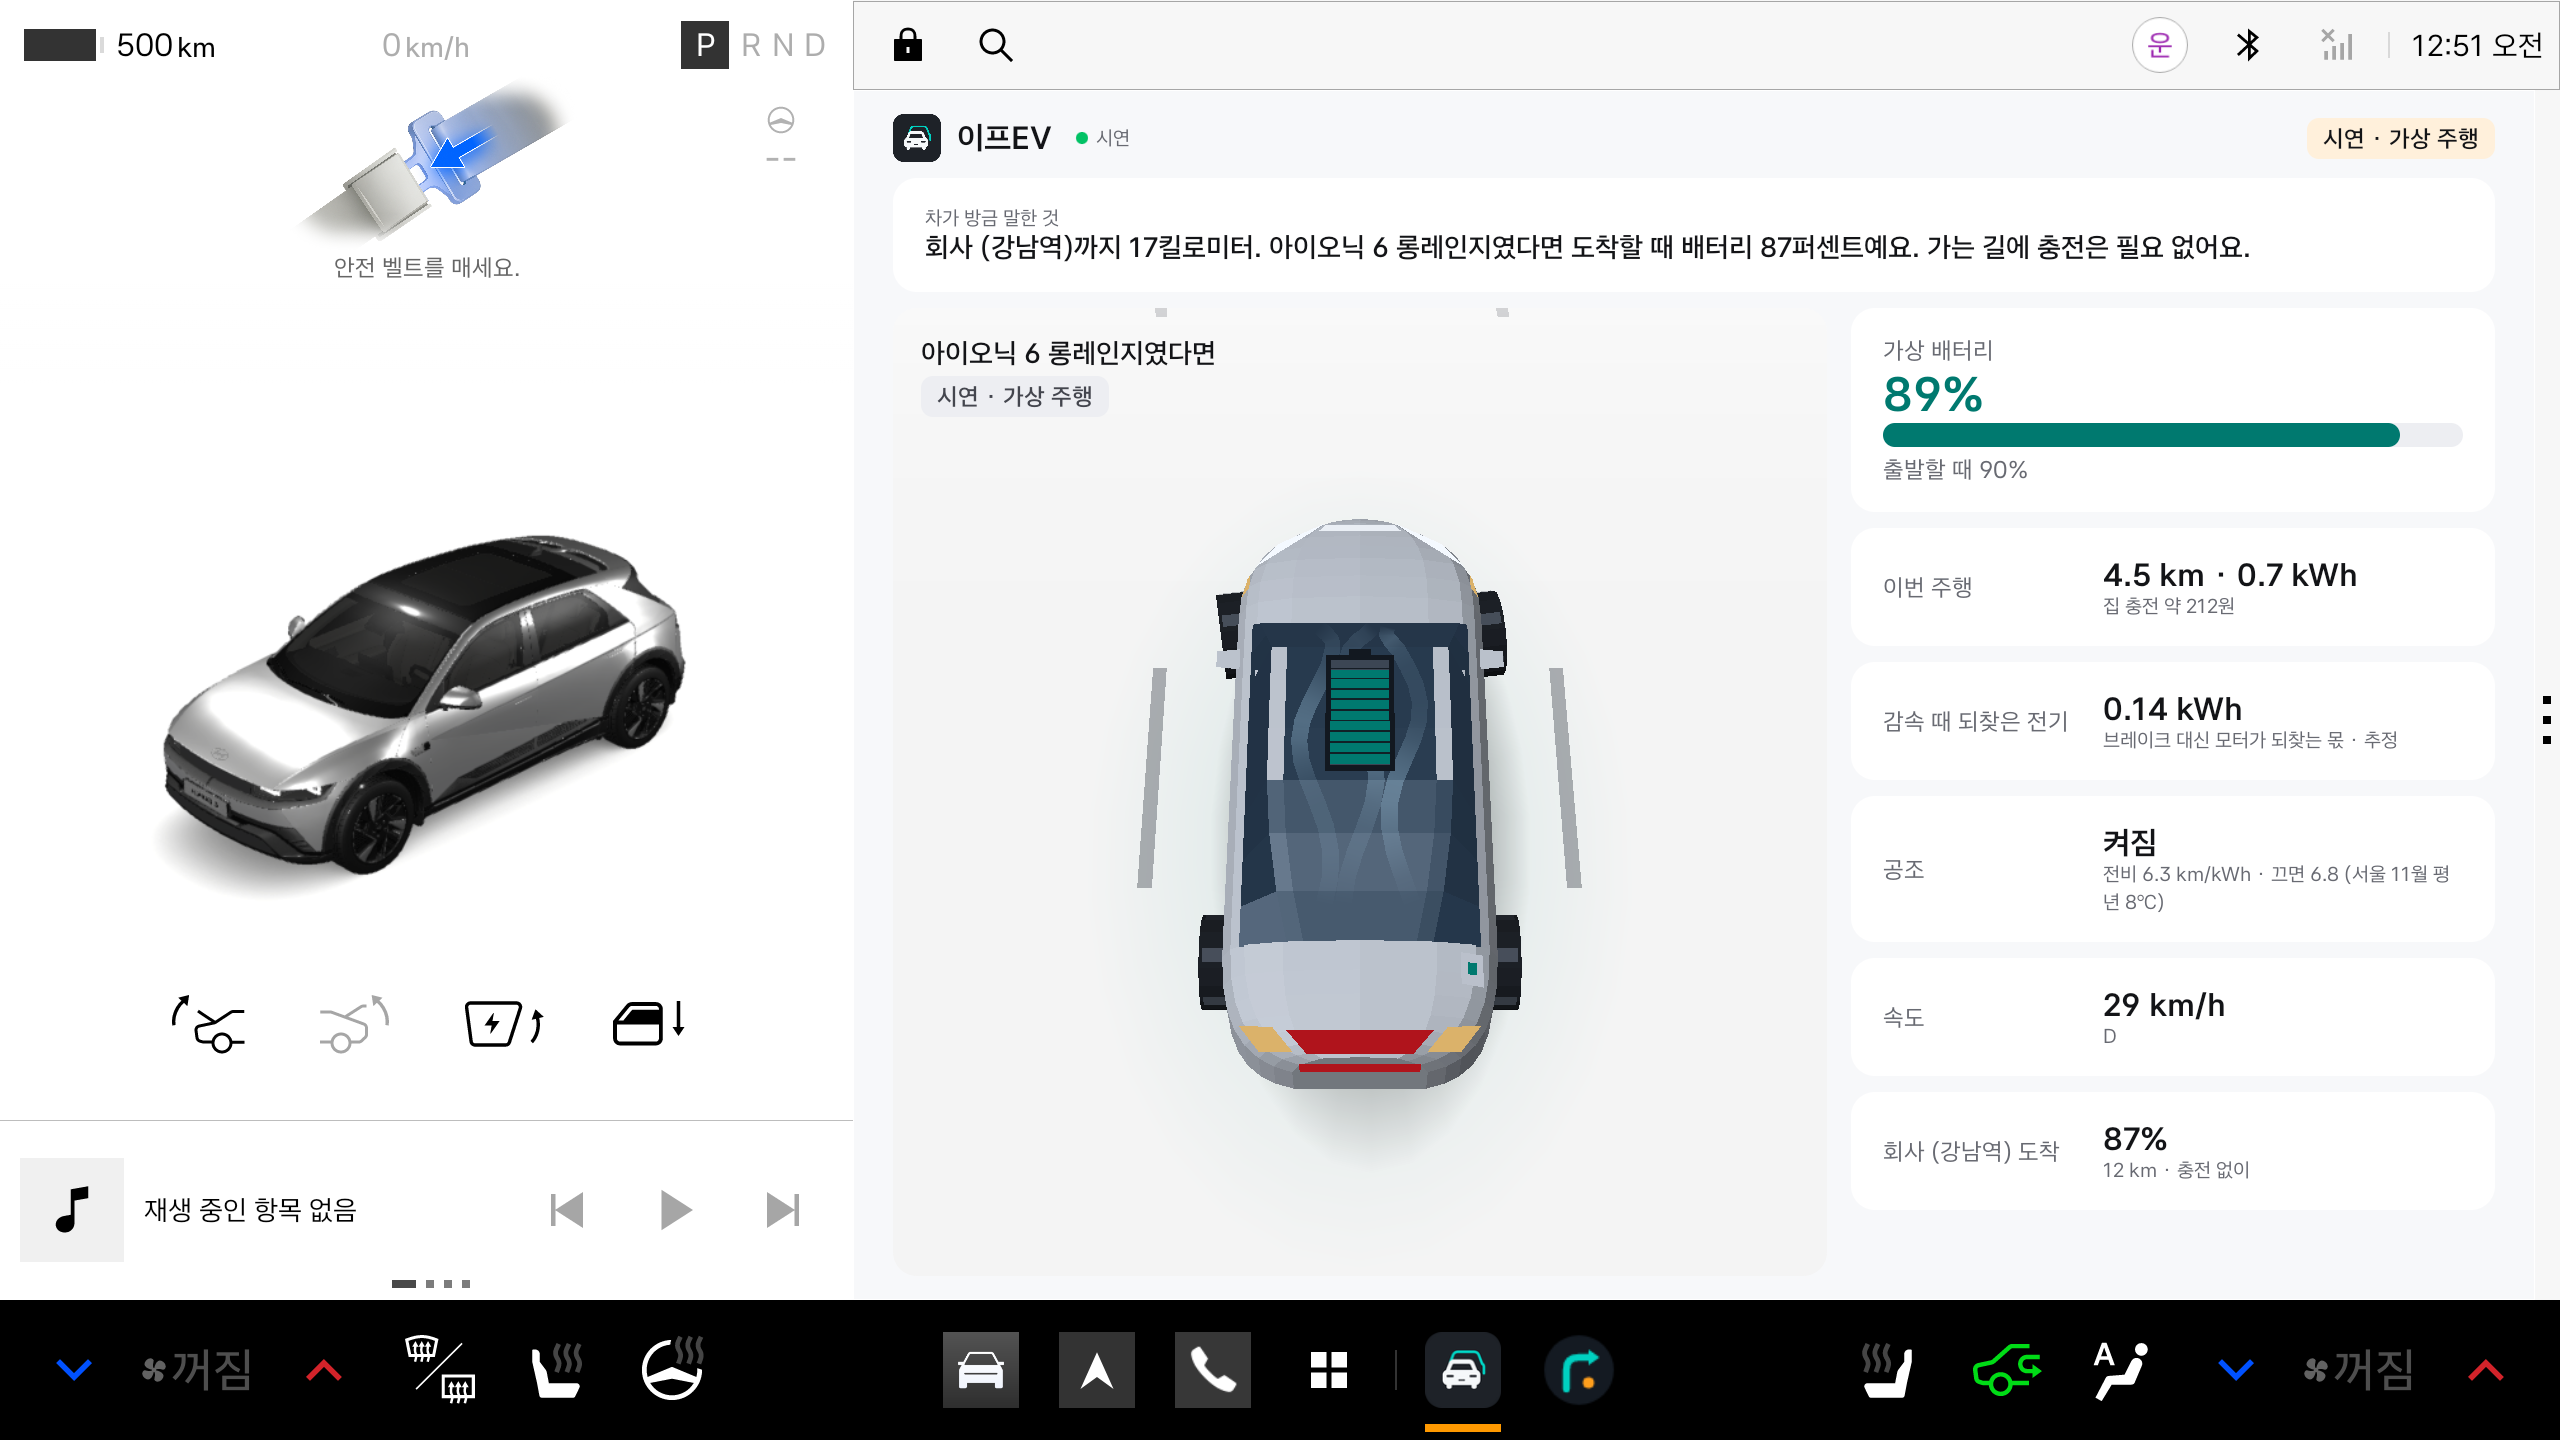 500 km
0 km/h
P R N D
12:51 오전
운
안전 벨트를 매세요.
이프EV
시연
시연 · 가상 주행
차가 방금 말한 것
회사 (강남역)까지 17킬로미터. 아이오닉 6 롱레인지였다면 도착할 때 배터리 87퍼센트예요. 가는 길에 충전은 필요 없어요.
아이오닉 6 롱레인지였다면
시연 · 가상 주행
가상 배터리
89%
출발할 때 90%
이번 주행
4.5 km · 0.7 kWh
집 충전 약 212원
감속 때 되찾은 전기
0.14 kWh
브레이크 대신 모터가 되찾는 몫 · 추정
공조
켜짐
전비 6.3 km/kWh · 끄면 6.8 (서울 11월 평
년 8°C)
속도
29 km/h
D
회사 (강남역) 도착
87%
12 km · 충전 없이
재생 중인 항목 없음
꺼짐
A
꺼짐